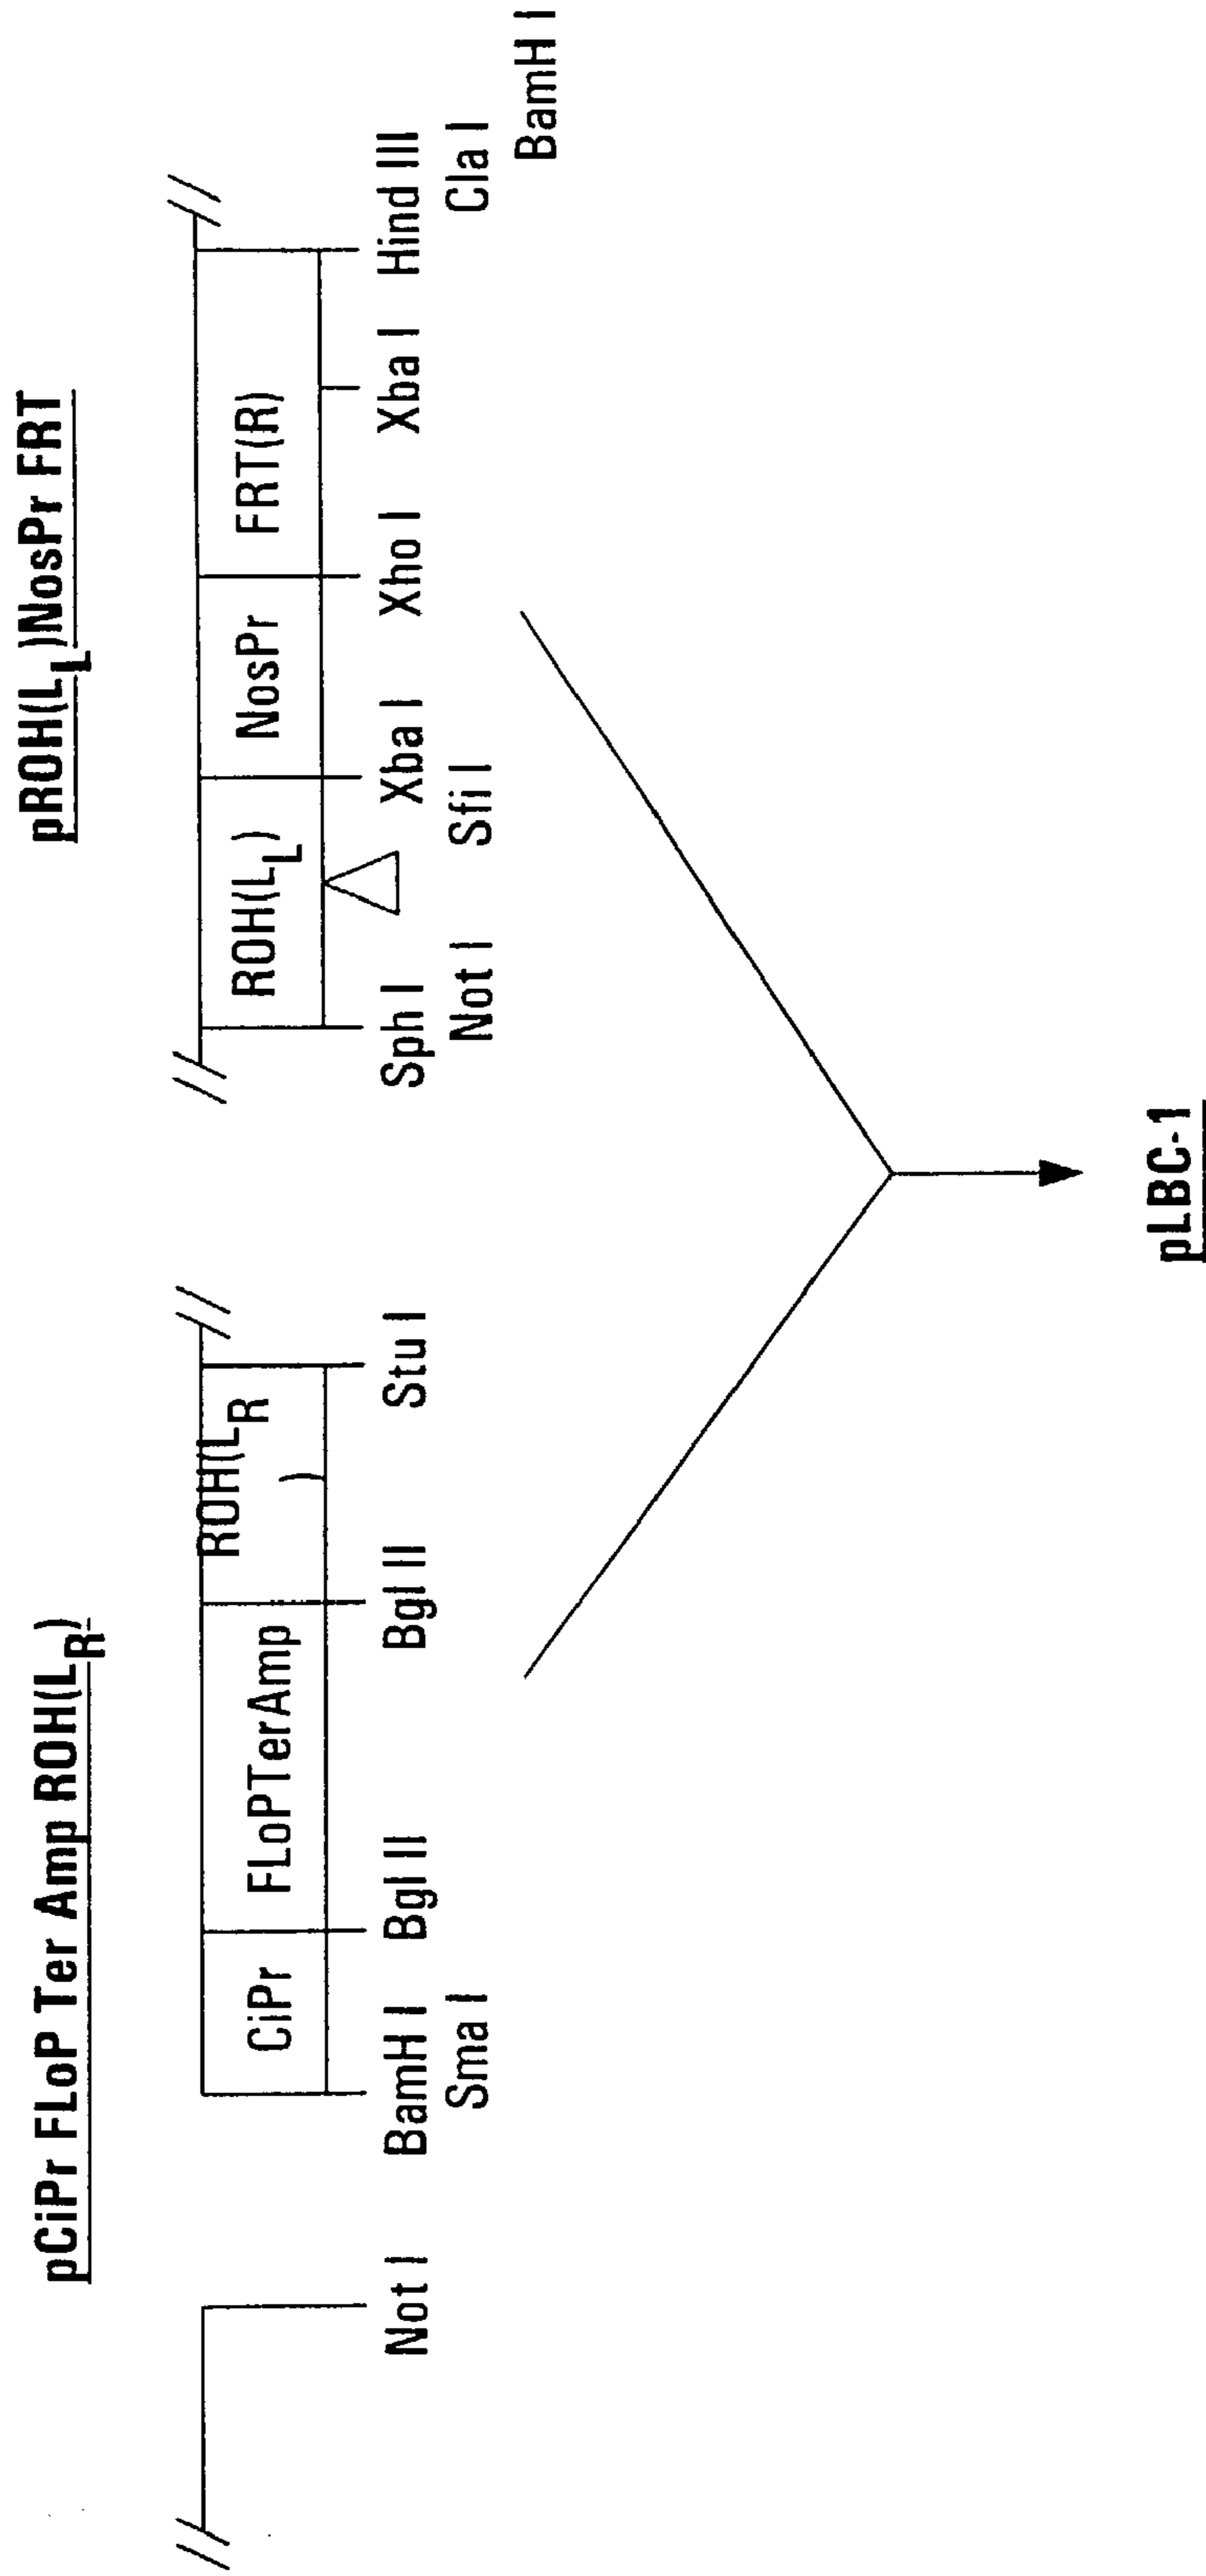 pCiPr FLoP Ter Amp ROH(L_R)
CiPr FLoPTerAmp ROH(L_R)
Not I BamH I Bgl II Bgl II Stu I
Sma I
pROH(L_L)NosPr FRT
ROH(L_L) NosPr FRT(R)
Sph I Xba I Xho I Xba I Hind III
Not I Sfi I Cla I
BamH I
pLBC-1